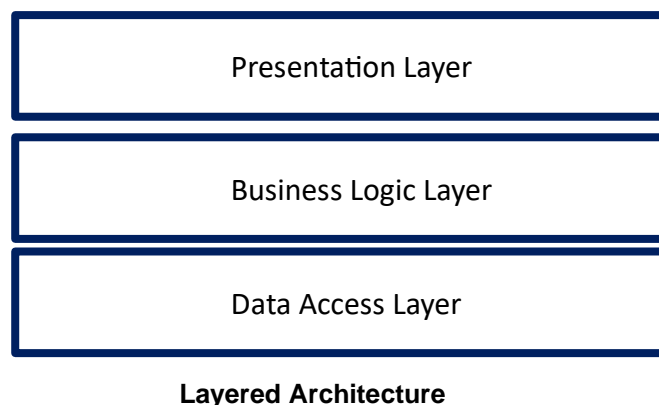 Presentation Layer
Business Logic Layer
Data Access Layer
Layered Architecture